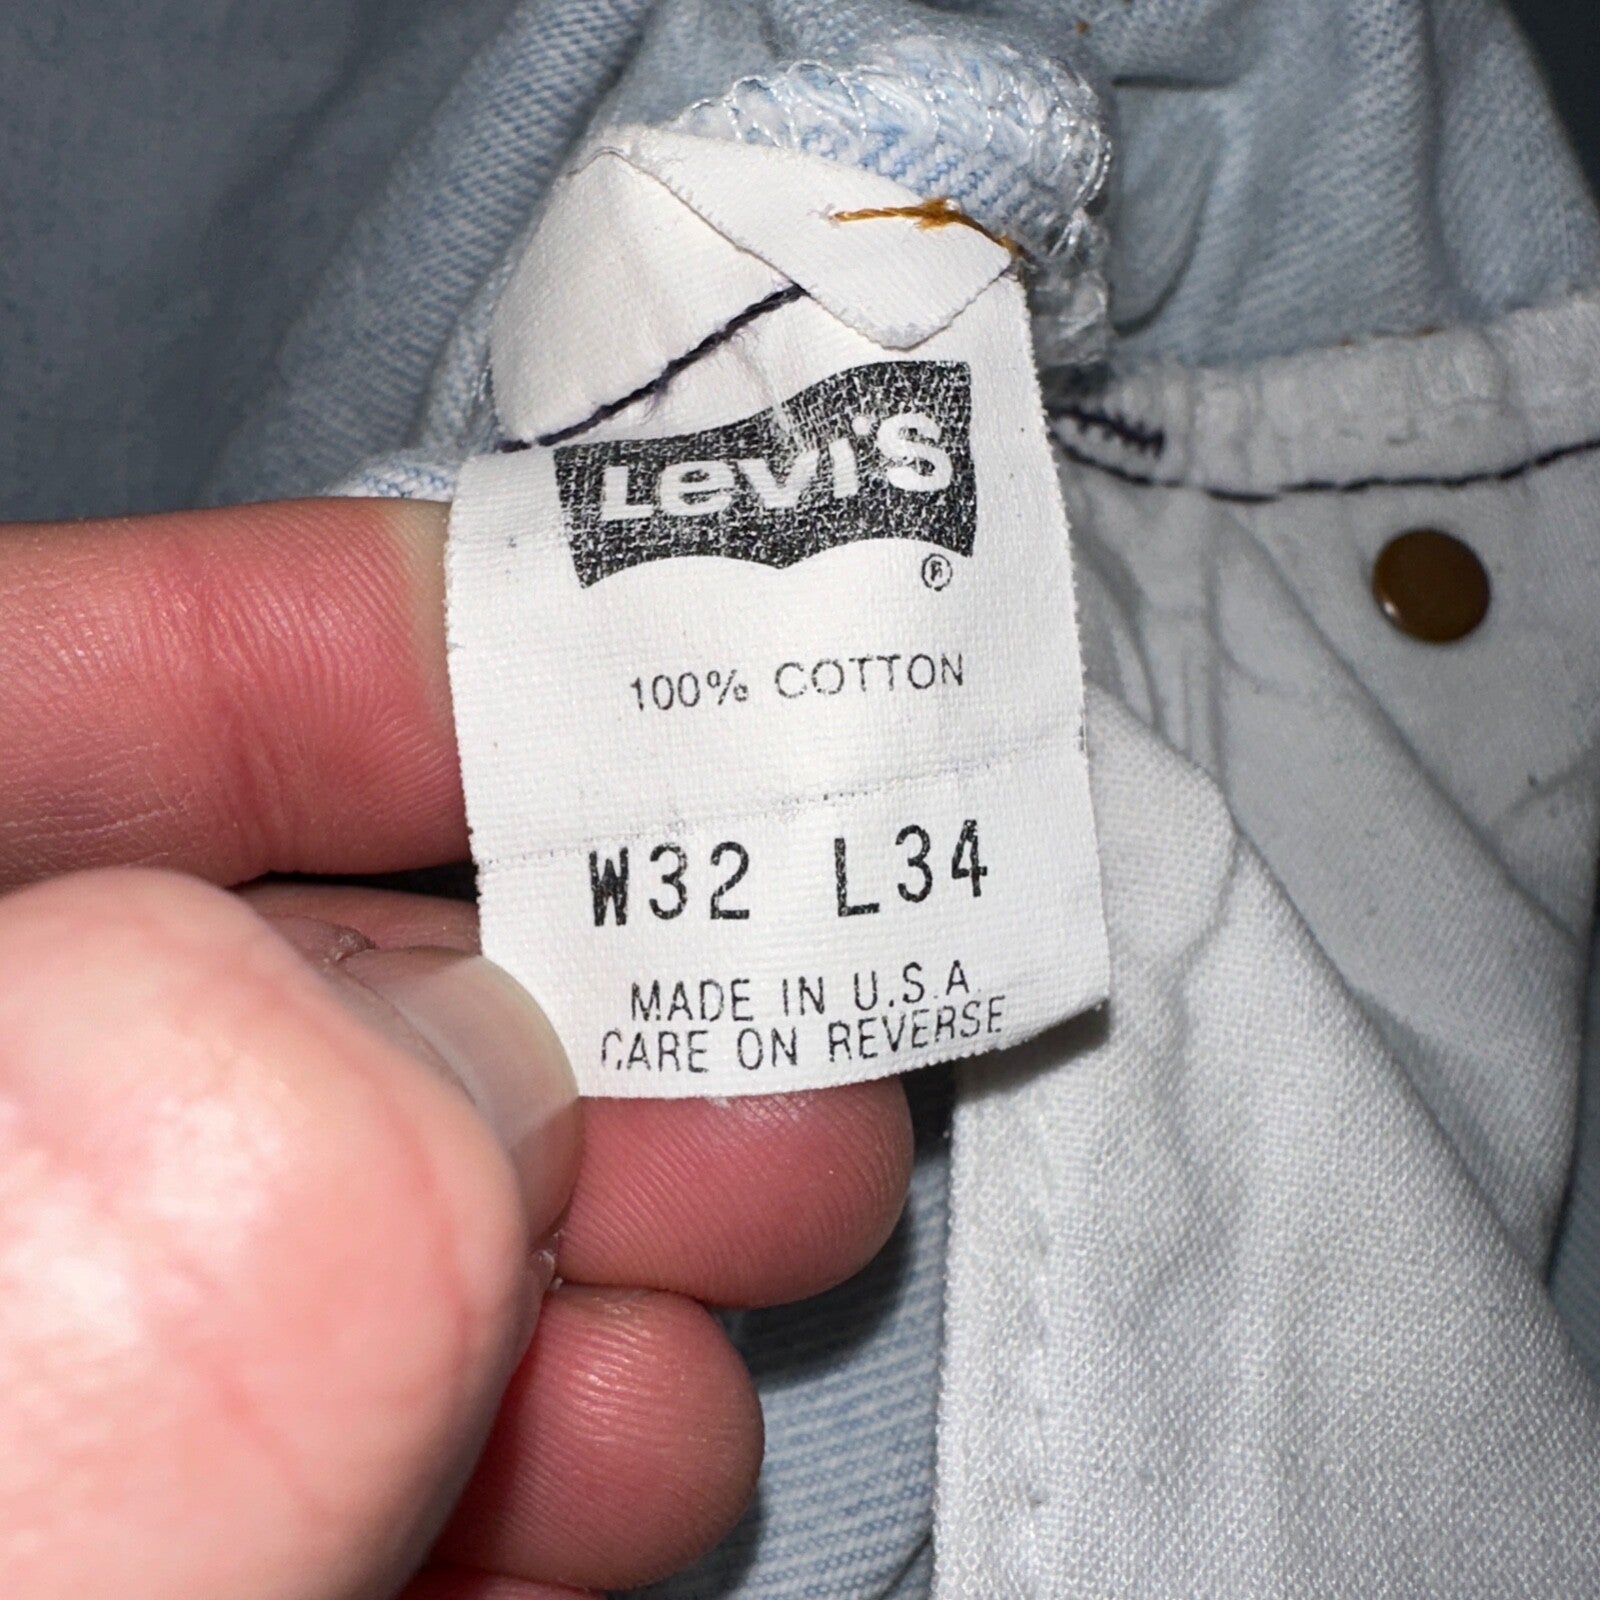 Levi's
®
100% COTTON
W32 L34
MADE IN U.S.A.
CARE ON REVERSE